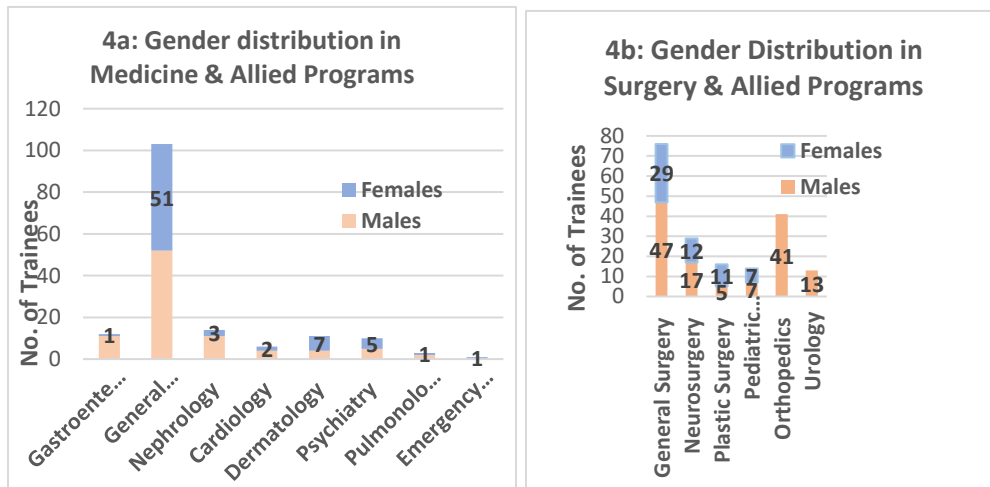 4a: Gender distribution in
Medicine & Allied Programs
No. of Trainees
120
100
80
60
40
20
0
51
1
3
2
7
5
1
1
Females
Males
Gastroente...
General...
Nephrology
Cardiology
Dermatology
Psychiatry
Pulmonolo...
Emergency...
4b: Gender Distribution in
Surgery & Allied Programs
No. of Trainees
80
70
60
50
40
30
20
10
0
29
47
12
17
11
5
7
7
41
13
Females
Males
General Surgery
Neurosurgery
Plastic Surgery
Pediatric...
Orthopedics
Urology